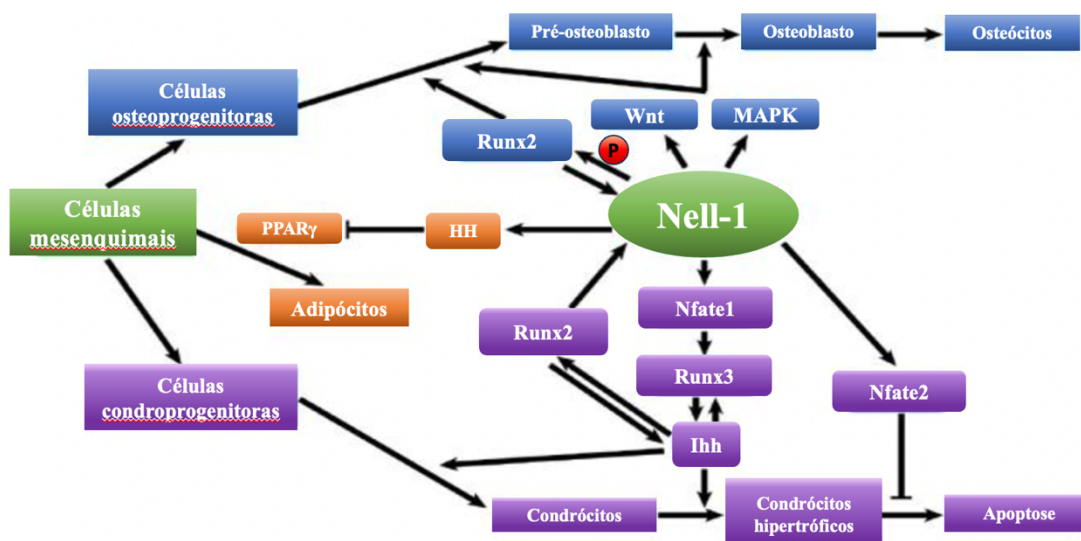 Pré-osteoblasto
Osteoblasto
Osteócitos
Células
osteoprogenitoras
Wnt
MAPK
Runx2
P
Células
mesenquimais
Nell-1
PPARγ
HH
Adipócitos
Runx2
Nfate1
Células
condroprogenitoras
Runx3
Nfate2
Ihh
Condrócitos
Condrócitos
hipertróficos
Apoptose